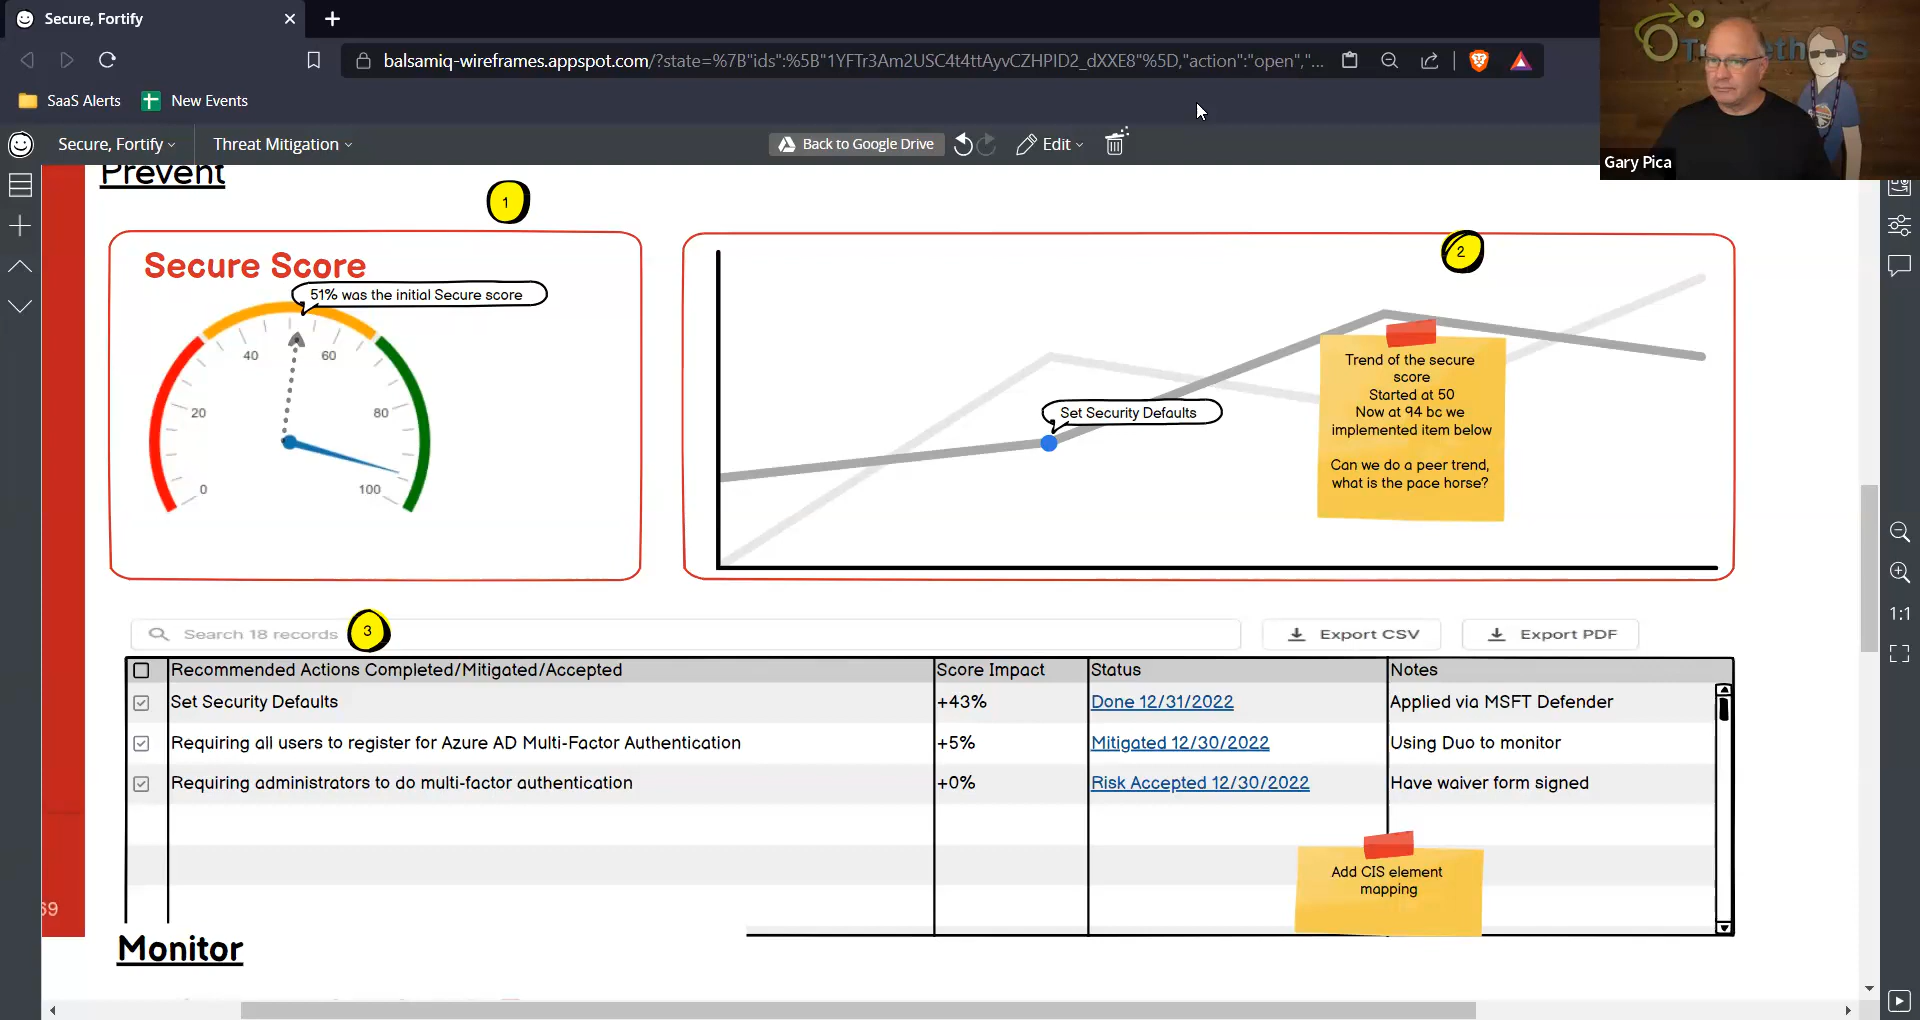 Secure, Fortify
balsamiq-wireframes.appspot.com/?state=%7B"ids":%5B"1YFTr3Am2USC4t4ttAyvCZHPID2_dXXE8"%5D,"action":"open","...
SaaS Alerts
New Events
Gary Pica
Secure, Fortify
Threat Mitigation
Back to Google Drive
Edit
Prevent
1
2
Secure Score
51% was the initial Secure score
0
20
40
60
80
100
Set Security Defaults
Trend of the secure
score
Started at 50
Now at 94 bc we
implemented item below
Can we do a peer trend,
what is the pace horse?
1:1
Search 18 records
3
Export CSV
Export PDF
Recommended Actions Completed/Mitigated/Accepted Score Impact Status Notes
Set Security Defaults +43% Done 12/31/2022 Applied via MSFT Defender
Requiring all users to register for Azure AD Multi-Factor Authentication +5% Mitigated 12/30/2022 Using Duo to monitor
Requiring administrators to do multi-factor authentication +0% Risk Accepted 12/30/2022 Have waiver form signed
Add CIS element
mapping
69
Monitor